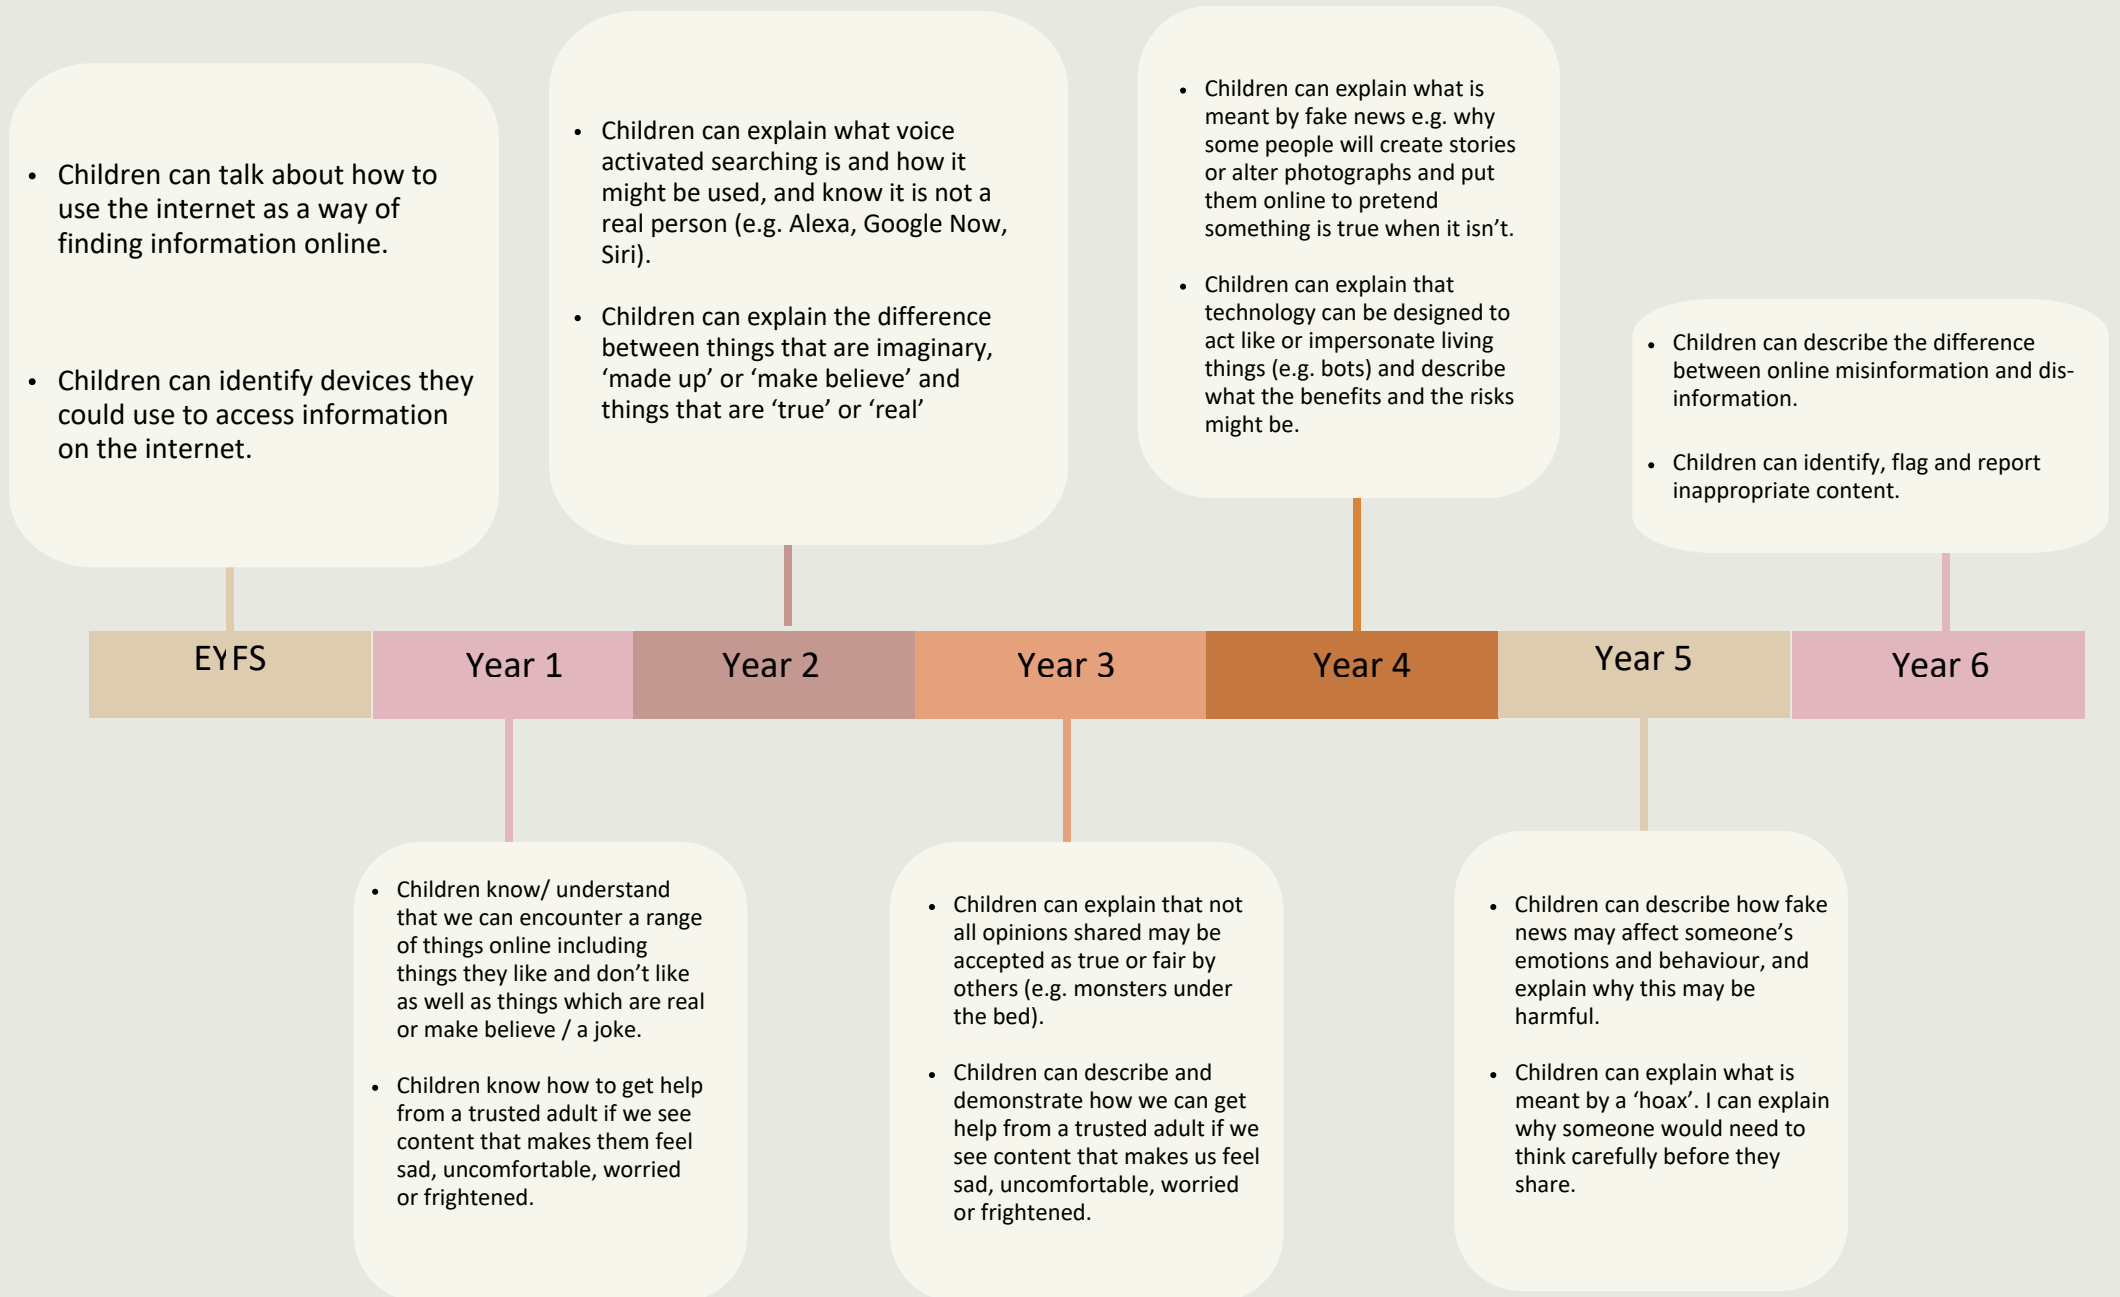 • Children can talk about how to
use the internet as a way of
finding information online.
• Children can identify devices they
could use to access information
on the internet.
• Children can explain what voice
activated searching is and how it
might be used, and know it is not a
real person (e.g. Alexa, Google Now,
Siri).
• Children can explain the difference
between things that are imaginary,
‘made up’ or ‘make believe’ and
things that are ‘true’ or ‘real’
• Children can explain what is
meant by fake news e.g. why
some people will create stories
or alter photographs and put
them online to pretend
something is true when it isn’t.
• Children can explain that
technology can be designed to
act like or impersonate living
things (e.g. bots) and describe
what the benefits and the risks
might be.
• Children can describe the difference
between online misinformation and dis-
information.
• Children can identify, flag and report
inappropriate content.
EYFS
Year 1
Year 2
Year 3
Year 4
Year 5
Year 6
• Children know/ understand
that we can encounter a range
of things online including
things they like and don’t like
as well as things which are real
or make believe / a joke.
• Children know how to get help
from a trusted adult if we see
content that makes them feel
sad, uncomfortable, worried
or frightened.
• Children can explain that not
all opinions shared may be
accepted as true or fair by
others (e.g. monsters under
the bed).
• Children can describe and
demonstrate how we can get
help from a trusted adult if we
see content that makes us feel
sad, uncomfortable, worried
or frightened.
• Children can describe how fake
news may affect someone’s
emotions and behaviour, and
explain why this may be
harmful.
• Children can explain what is
meant by a ‘hoax’. I can explain
why someone would need to
think carefully before they
share.